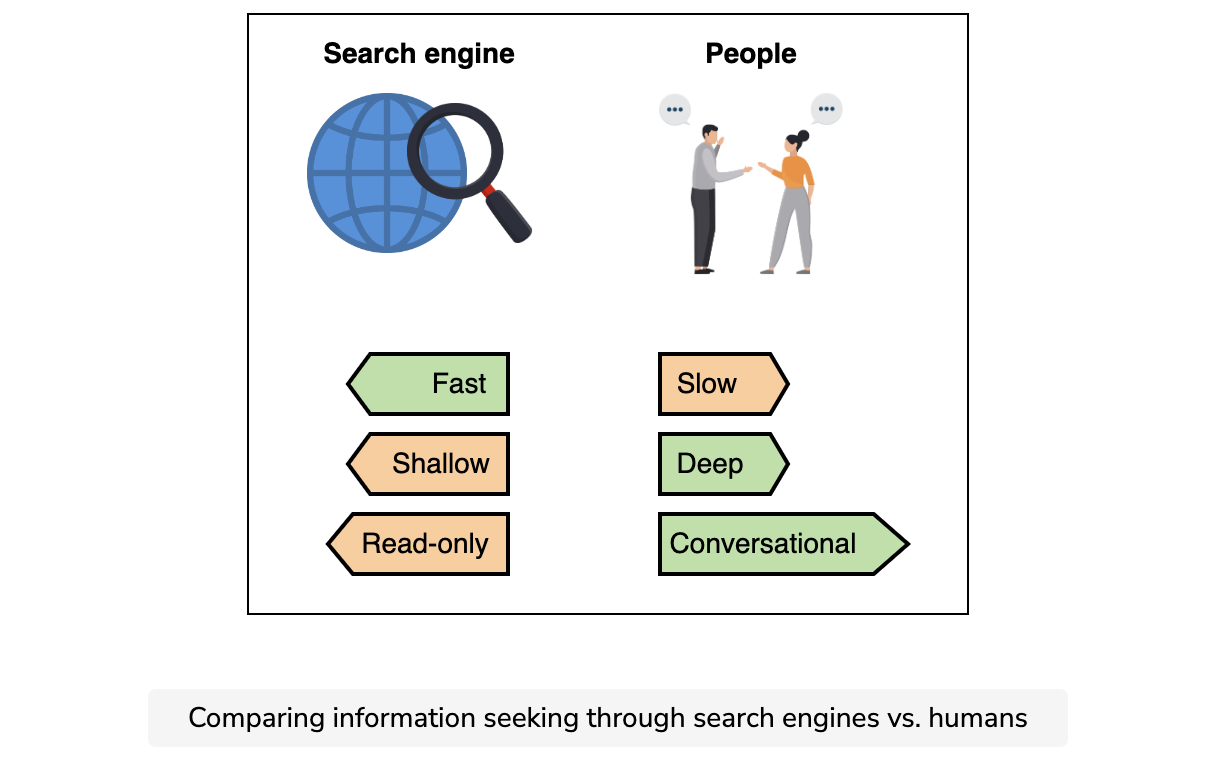 Search engine
People
Fast
Slow
Shallow
Deep
Read-only
Conversational
Comparing information seeking through search engines vs. humans